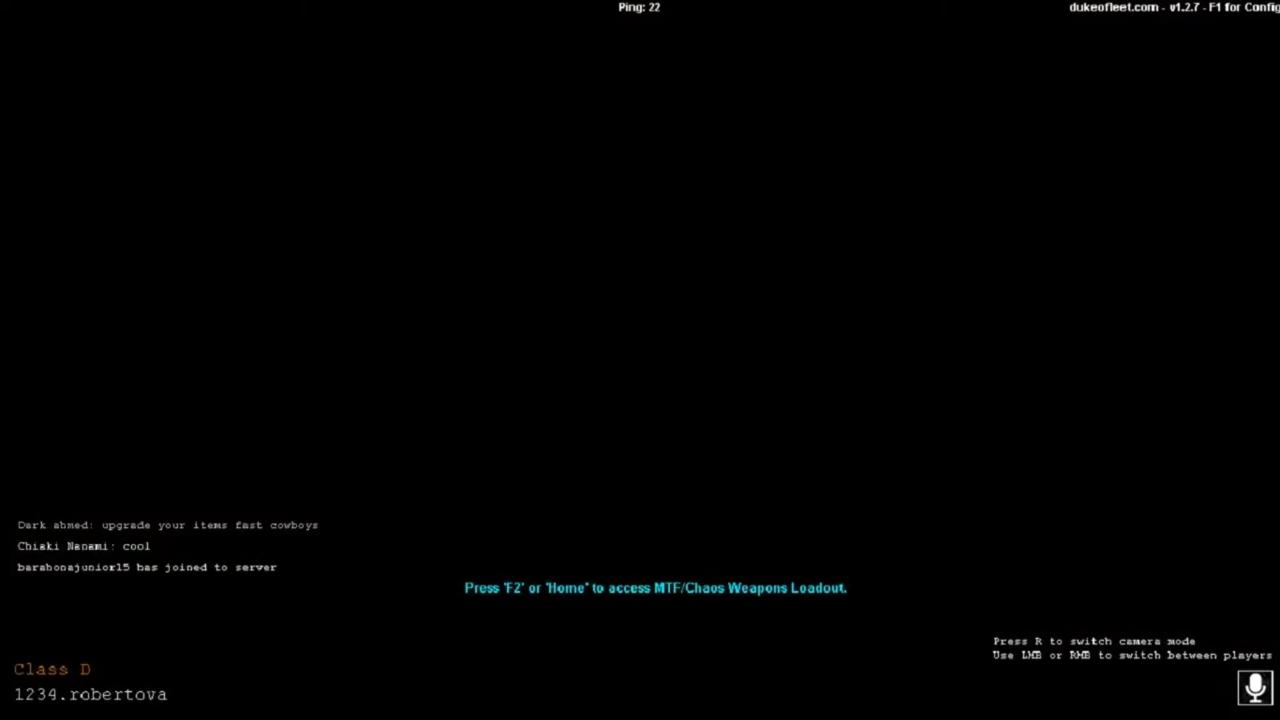 Ping: 22
dukeofleet.com - v1.2.7 - F1 for Config
Dark ahmed: upgrade your items fast cowboys
Chiaki Nanami: cool
barahonajunior15 has joined to server
Press 'F2' or 'Home' to access MTF/Chaos Weapons Loadout.
Press R to switch camera mode
Use LMB or RMB to switch between players
Class D
1234.robertova